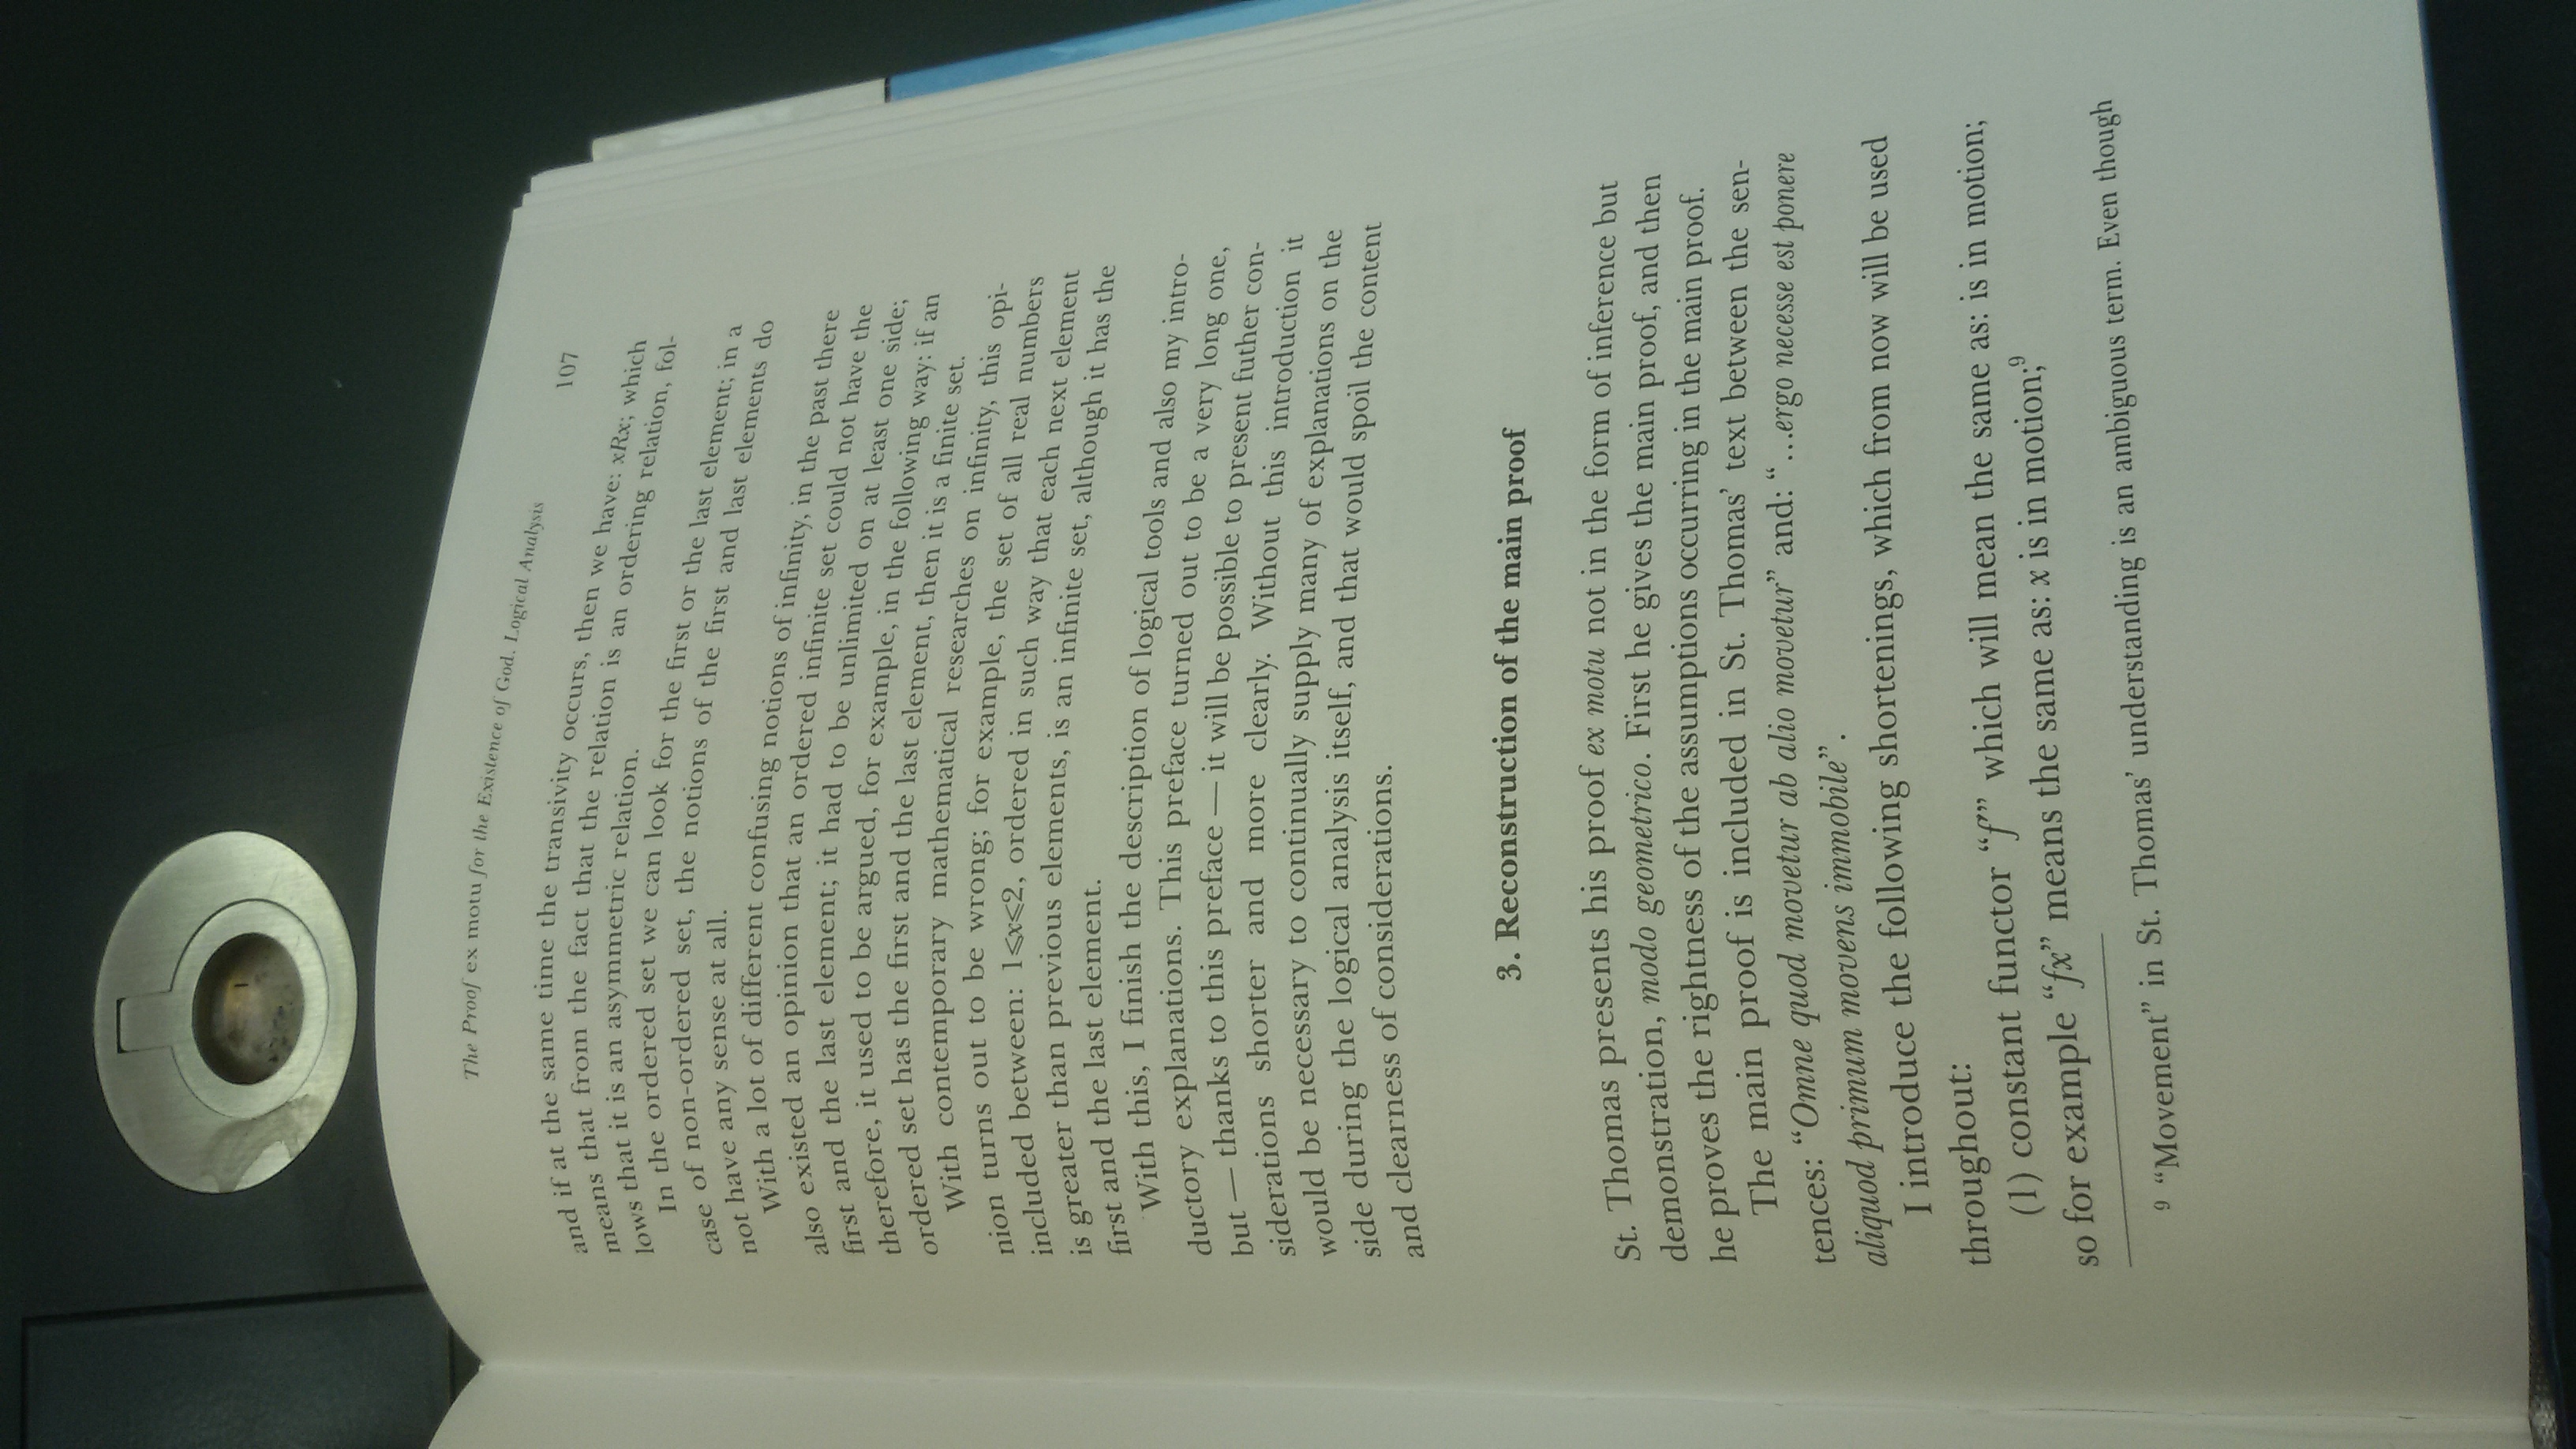 The Proof ex motu for the Existence of God. Logical Analysis 107
and if at the same time the transivity occurs, then we have: xRx; which
means that from the fact that the relation is an ordering relation, fol-
lows that it is an asymmetric relation.
In the ordered set we can look for the first or the last element; in a
case of non-ordered set, the notions of the first and last elements do
not have any sense at all.
With a lot of different confusing notions of infinity, in the past there
also existed an opinion that an ordered infinite set could not have the
first and the last element; it had to be unlimited on at least one side;
therefore, it used to be argued, for example, in the following way: if an
ordered set has the first and the last element, then it is a finite set.
With contemporary mathematical researches on infinity, this opi-
nion turns out to be wrong; for example, the set of all real numbers
included between: 1⩽x⩽2, ordered in such way that each next element
is greater than previous elements, is an infinite set, although it has the
first and the last element.
With this, I finish the description of logical tools and also my intro-
ductory explanations. This preface turned out to be a very long one,
but — thanks to this preface — it will be possible to present futher con-
siderations shorter and more clearly. Without this introduction it
would be necessary to continually supply many of explanations on the
side during the logical analysis itself, and that would spoil the content
and clearness of considerations.
3. Reconstruction of the main proof
St. Thomas presents his proof ex motu not in the form of inference but
demonstration, modo geometrico. First he gives the main proof, and then
he proves the rightness of the assumptions occurring in the main proof.
The main proof is included in St. Thomas’ text between the sen-
tences: “Omne quod movetur ab alio movetur” and: “…ergo necesse est ponere
aliquod primum movens immobile”.
I introduce the following shortenings, which from now will be used
throughout:
(1) constant functor “f” which will mean the same as: is in motion;
so for example “fx” means the same as: x is in motion;9
9 “Movement” in St. Thomas’ understanding is an ambiguous term. Even though